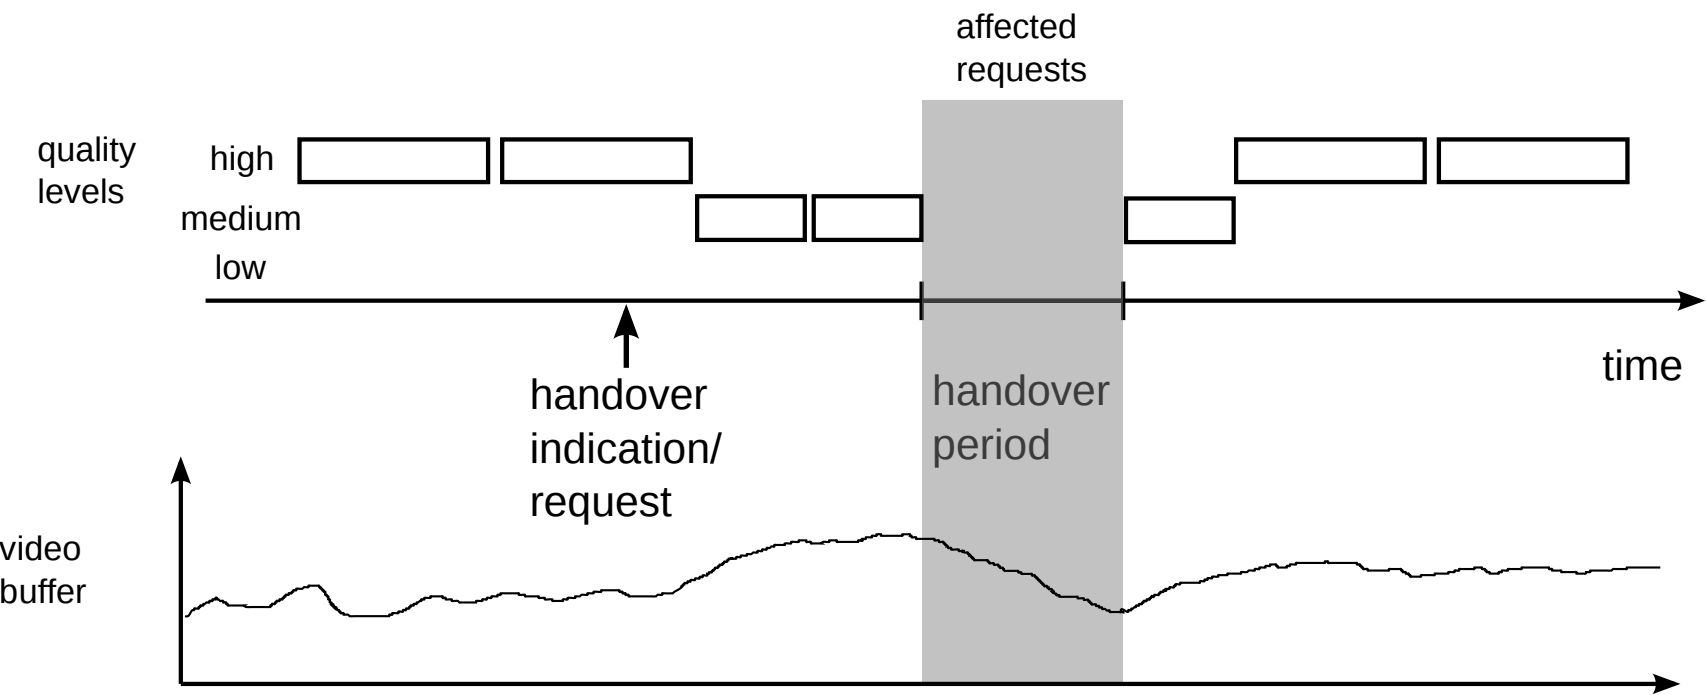 affected
requests
quality
levels
high
medium
low
time
handover
indication/
request
handover
period
video
buffer